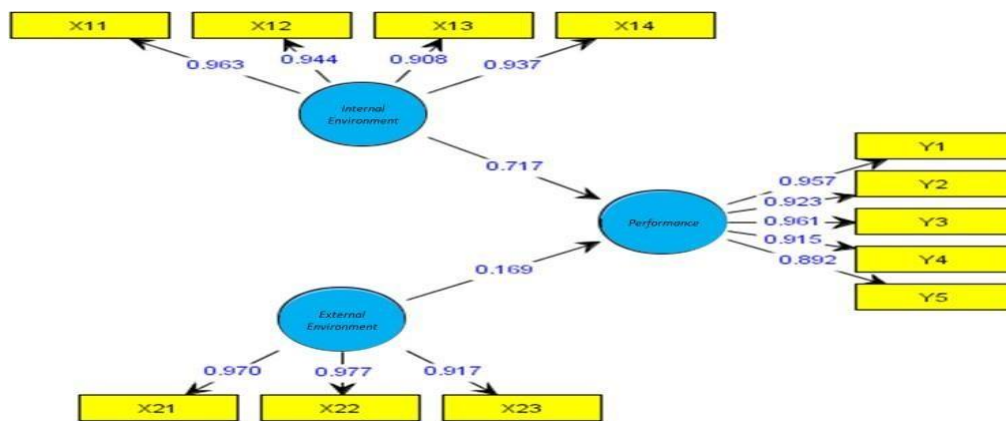 X11
X12
X13
X14
0.963
0.944
0.908
0.937
Internal
Environment
0.717
Y1
0.957
Y2
0.923
Performance
0.961
Y3
0.915
Y4
0.892
Y5
0.169
External
Environment
0.970
0.977
0.917
X21
X22
X23